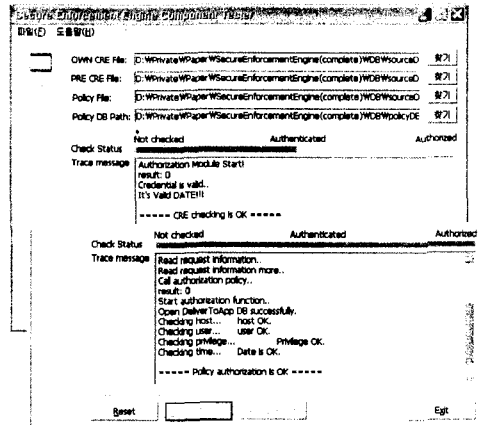 Secure Enforcement Engine Component Tester
파일(F) 도움말(H)
OWN CRE File: D:\Private\Paper\SecureEnforcementEngine(complete)\DB\sourceD 찾기
PRE CRE File: D:\Private\Paper\SecureEnforcementEngine(complete)\DB\sourceD 찾기
Policy File: D:\Private\Paper\SecureEnforcementEngine(complete)\DB\sourceD 찾기
Policy DB Path: D:\Private\Paper\SecureEnforcementEngine(complete)\DB\policyDB 찾기
Not checked Authenticated Authorized
Check Status
Trace message
Authorization Module Start!
result: 0
Credential is valid..
It's Valid DATE!!!
----- CRE checking is OK -----
Not checked Authenticated Authorized
Check Status
Trace message
Read request information..
Read request information more..
Call authorization policy..
result: 0
Start authorization function..
Open DeliverToApp DB successfully.
Checking host... host OK.
Checking user... user OK.
Checking privilege... Privilege OK.
Checking time... Date is OK.
----- Policy authorization is OK -----
Reset Exit